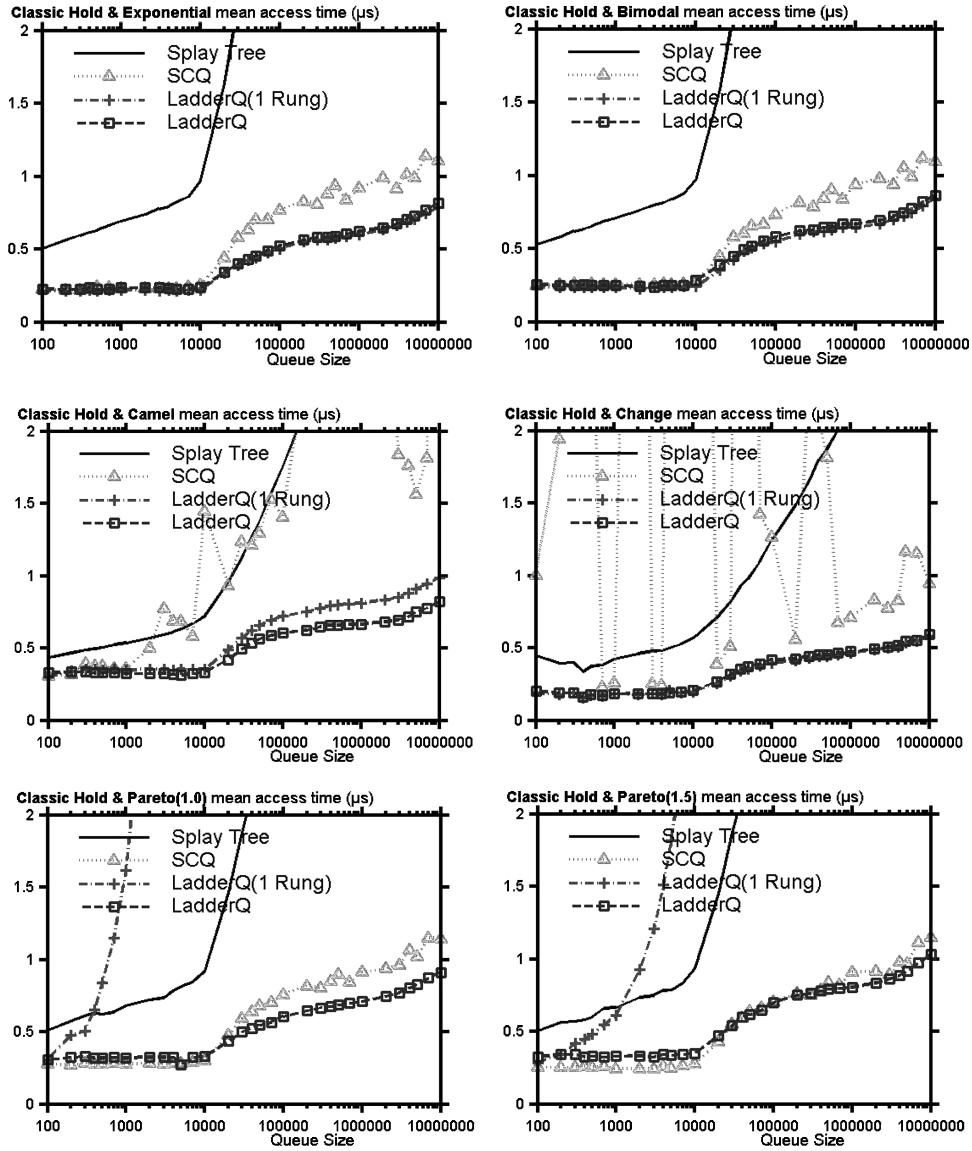 Classic Hold & Exponential mean access time (µs)
2
1.5
1
0.5
0
Splay Tree
SCQ
LadderQ(1 Rung)
LadderQ
100 1000 10000 100000 1000000 10000000
Queue Size
Classic Hold & Bimodal mean access time (µs)
2
1.5
1
0.5
0
Splay Tree
SCQ
LadderQ(1 Rung)
LadderQ
100 1000 10000 100000 1000000 10000000
Queue Size
Classic Hold & Camel mean access time (µs)
2
1.5
1
0.5
0
Splay Tree
SCQ
LadderQ(1 Rung)
LadderQ
100 1000 10000 100000 1000000 10000000
Queue Size
Classic Hold & Change mean access time (µs)
2
1.5
1
0.5
0
Splay Tree
SCQ
LadderQ(1 Rung)
LadderQ
100 1000 10000 100000 1000000 10000000
Queue Size
Classic Hold & Pareto(1.0) mean access time (µs)
2
1.5
1
0.5
0
Splay Tree
SCQ
LadderQ(1 Rung)
LadderQ
100 1000 10000 100000 1000000 10000000
Queue Size
Classic Hold & Pareto(1.5) mean access time (µs)
2
1.5
1
0.5
0
Splay Tree
SCQ
LadderQ(1 Rung)
LadderQ
100 1000 10000 100000 1000000 10000000
Queue Size